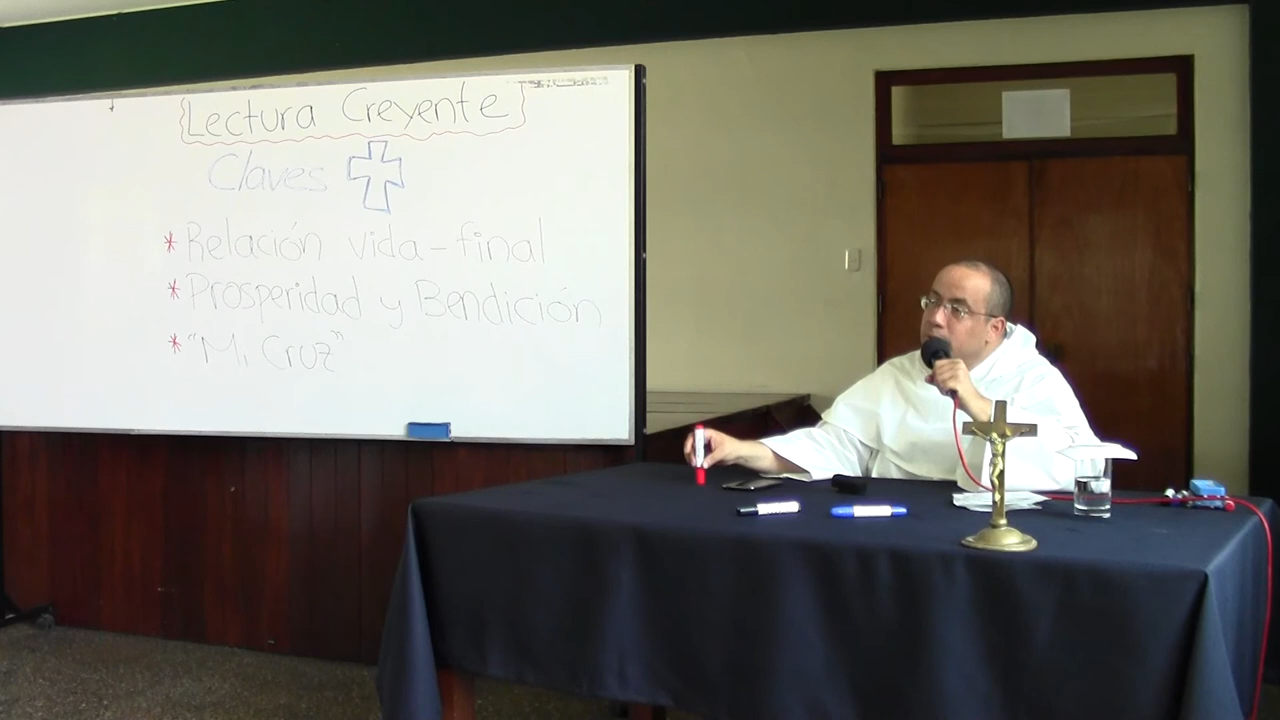 Lectura Creyente
Claves
* Relación vida - final
* Prosperidad y Bendición
* "Mi Cruz"